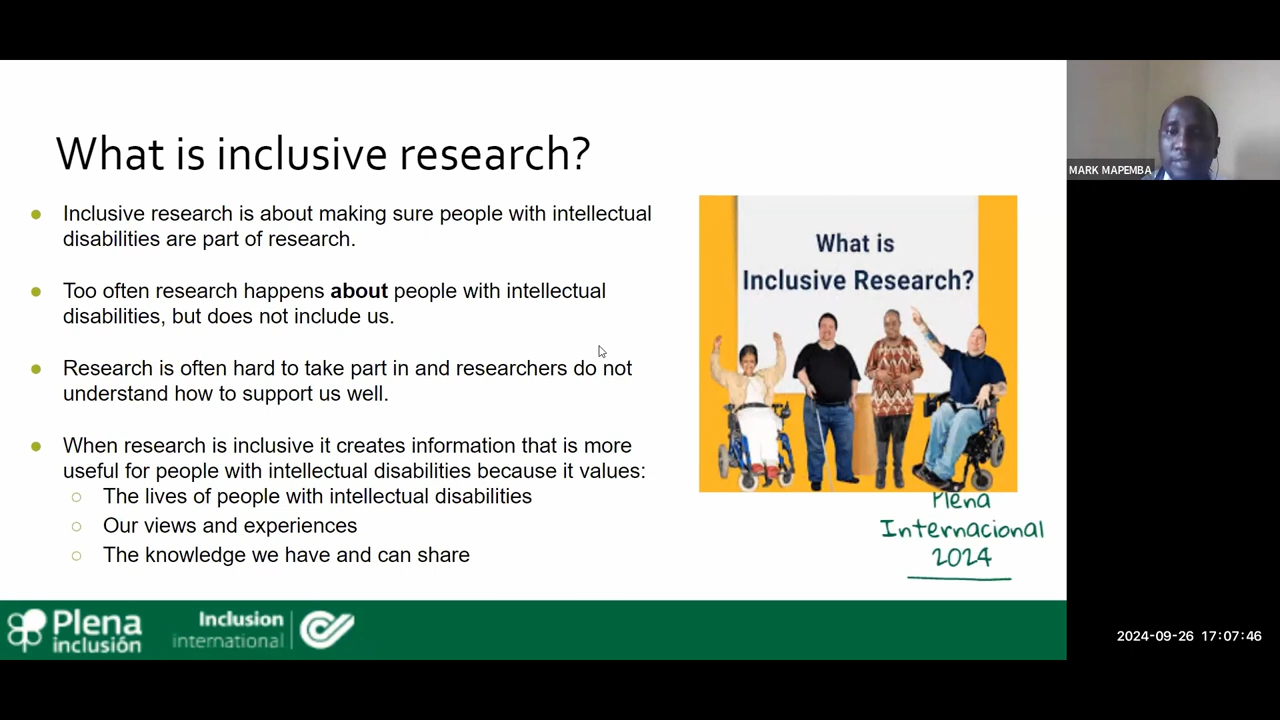 What is inclusive research?
Inclusive research is about making sure people with intellectual
disabilities are part of research.
Too often research happens about people with intellectual
disabilities, but does not include us.
Research is often hard to take part in and researchers do not
understand how to support us well.
When research is inclusive it creates information that is more
useful for people with intellectual disabilities because it values:
The lives of people with intellectual disabilities
Our views and experiences
The knowledge we have and can share
What is
Inclusive Research?
Plena
Internacional
2024
Plena
inclusión
Inclusion
international
MARK MAPEMBA
2024-09-26 17:07:46